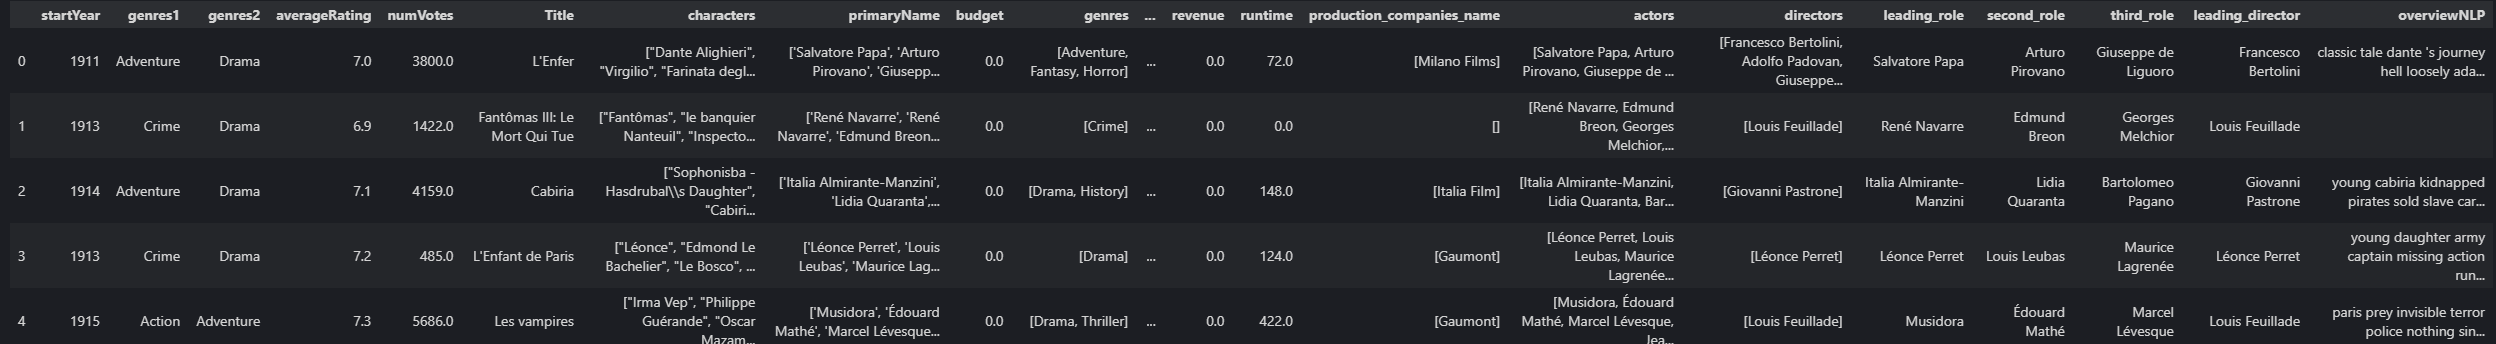 startYear genres1 genres2 averageRating numVotes Title characters primaryName budget genres ... revenue runtime production_companies_name actors directors leading_role second_role third_role leading_director overviewNLP
0 1911 Adventure Drama 7.0 3800.0 L'Enfer ["Dante Alighieri", "Virgilio", "Farinata degl... ['Salvatore Papa', 'Arturo Pirovano', 'Giusepp... 0.0 [Adventure, Fantasy, Horror] ... 0.0 72.0 [Milano Films] [Salvatore Papa, Arturo Pirovano, Giuseppe de ... [Francesco Bertolini, Adolfo Padovan, Giuseppe... Salvatore Papa Arturo Pirovano Giuseppe de Liguoro Francesco Bertolini classic tale dante 's journey hell loosely ada...
1 1913 Crime Drama 6.9 1422.0 Fantômas III: Le Mort Qui Tue ["Fantômas", "le banquier Nanteuil", "Inspecto... ['René Navarre', 'René Navarre', 'Edmund Breon... 0.0 [Crime] ... 0.0 0.0 [] [René Navarre, Edmund Breon, Georges Melchior,... [Louis Feuillade] René Navarre Edmund Breon Georges Melchior Louis Feuillade
2 1914 Adventure Drama 7.1 4159.0 Cabiria ["Sophonisba - Hasdrubal\\s Daughter", "Cabiri... ['Italia Almirante-Manzini', 'Lidia Quaranta',... 0.0 [Drama, History] ... 0.0 148.0 [Italia Film] [Italia Almirante-Manzini, Lidia Quaranta, Bar... [Giovanni Pastrone] Italia Almirante-Manzini Lidia Quaranta Bartolomeo Pagano Giovanni Pastrone young cabiria kidnapped pirates sold slave car...
3 1913 Crime Drama 7.2 485.0 L'Enfant de Paris ["Léonce", "Edmond Le Bachelier", "Le Bosco", ... ['Léonce Perret', 'Louis Leubas', 'Maurice Lag... 0.0 [Drama] ... 0.0 124.0 [Gaumont] [Léonce Perret, Louis Leubas, Maurice Lagrenée... [Léonce Perret] Léonce Perret Louis Leubas Maurice Lagrenée Léonce Perret young daughter army captain missing action run...
4 1915 Action Adventure 7.3 5686.0 Les vampires ["Irma Vep", "Philippe Guérande", "Oscar Mazam... ['Musidora', 'Édouard Mathé', 'Marcel Lévesque... 0.0 [Drama, Thriller] ... 0.0 422.0 [Gaumont] [Musidora, Édouard Mathé, Marcel Lévesque, Jea... [Louis Feuillade] Musidora Édouard Mathé Marcel Lévesque Louis Feuillade paris prey invisible terror police nothing sin...